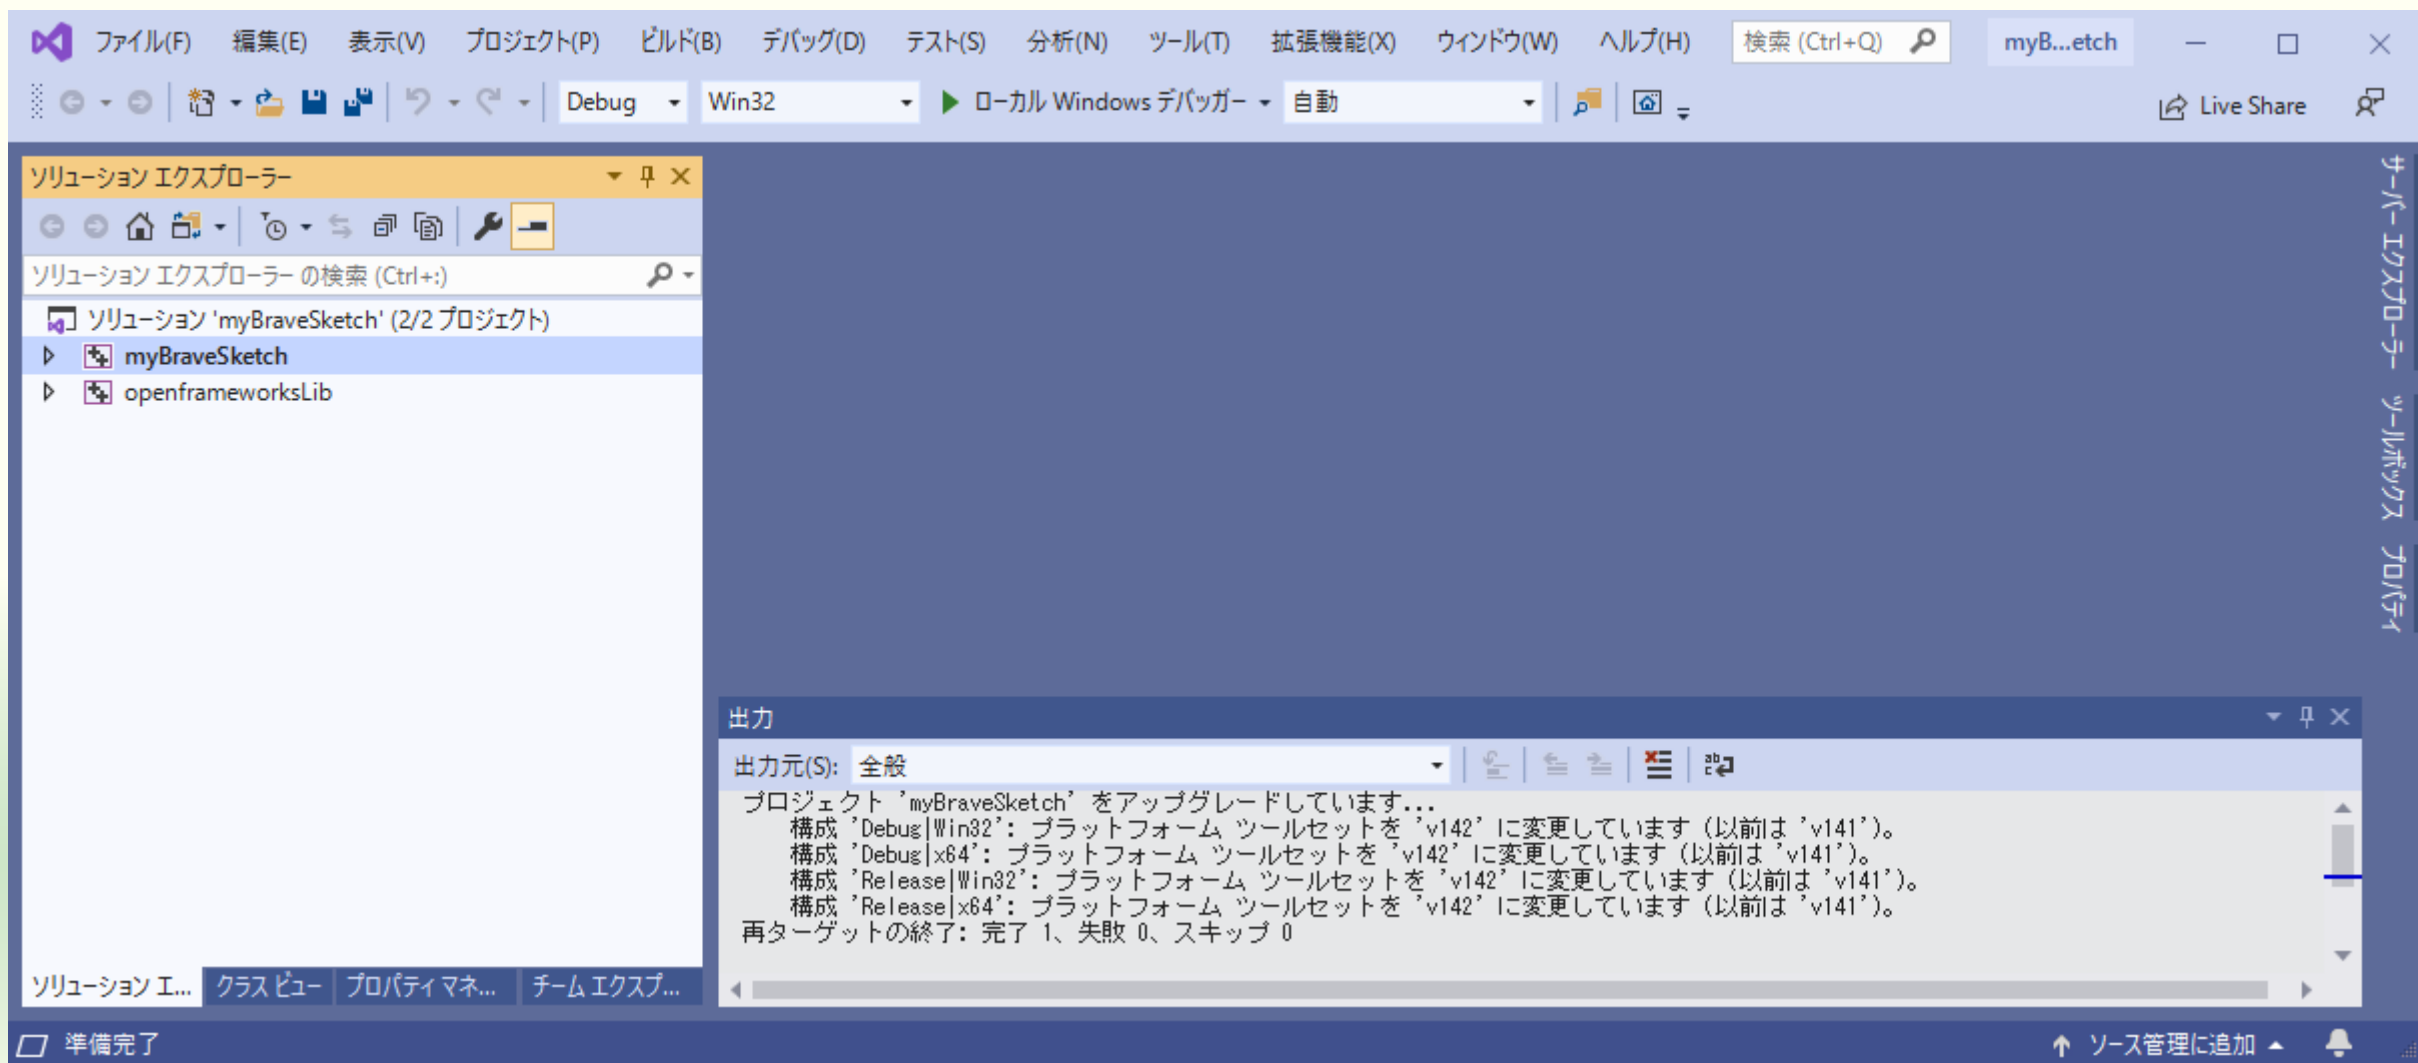 ファイル(F) 編集(E) 表示(V) プロジェクト(P) ビルド(B) デバッグ(D) テスト(S) 分析(N) ツール(T) 拡張機能(X) ウィンドウ(W) ヘルプ(H) 検索 (Ctrl+Q) myB...etch
Debug Win32 ローカル Windows デバッガー 自動 Live Share
ソリューション エクスプローラー
ソリューション エクスプローラー の検索 (Ctrl+:)
ソリューション 'myBraveSketch' (2/2 プロジェクト)
myBraveSketch
openframeworksLib
ソリューション エ... クラス ビュー プロパティ マネ... チーム エクスプ...
出力
出力元(S): 全般
プロジェクト 'myBraveSketch' をアップグレードしています...
構成 'Debug|Win32': プラットフォーム ツールセットを 'v142' に変更しています (以前は 'v141')。
構成 'Debug|x64': プラットフォーム ツールセットを 'v142' に変更しています (以前は 'v141')。
構成 'Release|Win32': プラットフォーム ツールセットを 'v142' に変更しています (以前は 'v141')。
構成 'Release|x64': プラットフォーム ツールセットを 'v142' に変更しています (以前は 'v141')。
再ターゲットの終了: 完了 1、失敗 0、スキップ 0
サーバー エクスプローラー
ツールボックス
プロパティ
準備完了 ソース管理に追加